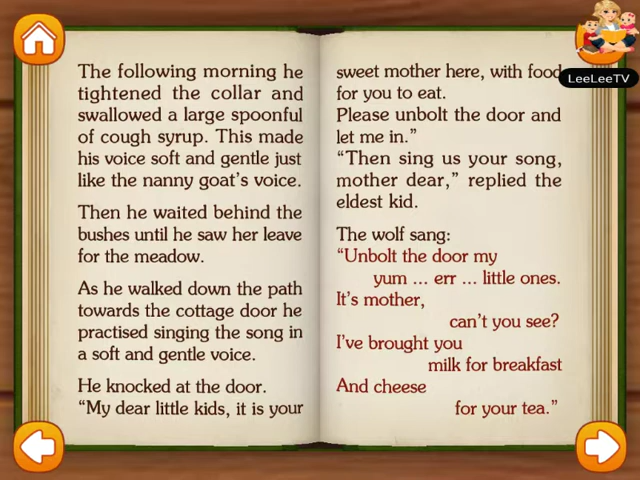 The following morning he
tightened the collar and
swallowed a large spoonful
of cough syrup. This made
his voice soft and gentle just
like the nanny goat's voice.
Then he waited behind the
bushes until he saw her leave
for the meadow.
As he walked down the path
towards the cottage door he
practised singing the song in
a soft and gentle voice.
He knocked at the door.
“My dear little kids, it is your
sweet mother here, with food
for you to eat.
Please unbolt the door and
let me in.”
“Then sing us your song,
mother dear,” replied the
eldest kid.
The wolf sang:
“Unbolt the door my
yum ... err ... little ones.
It's mother,
can't you see?
I've brought you
milk for breakfast
And cheese
for your tea.”
LeeLeeTV